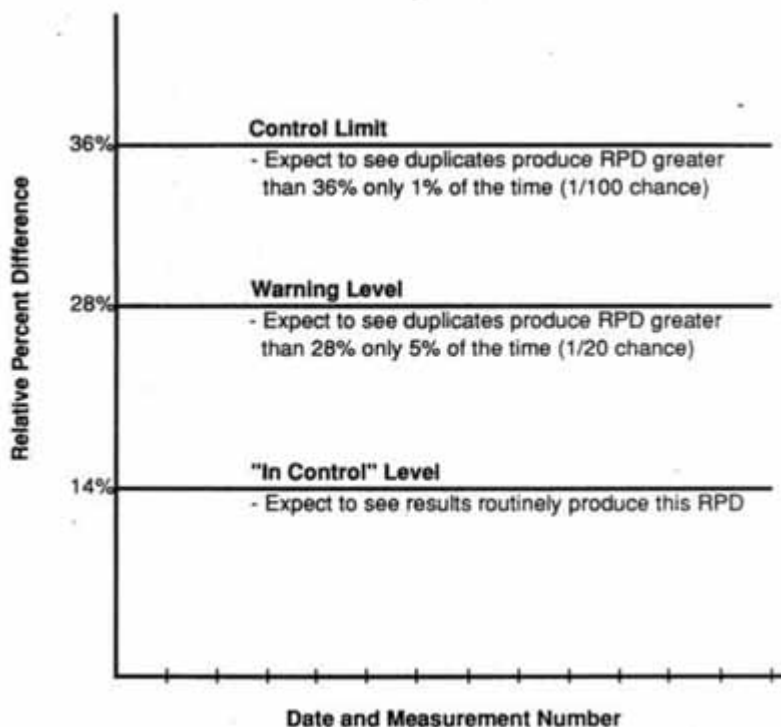 Control Limit
36%
- Expect to see duplicates produce RPD greater
than 36% only 1% of the time (1/100 chance)
Warning Level
28%
- Expect to see duplicates produce RPD greater
than 28% only 5% of the time (1/20 chance)
"In Control" Level
14%
- Expect to see results routinely produce this RPD
Relative Percent Difference
Date and Measurement Number